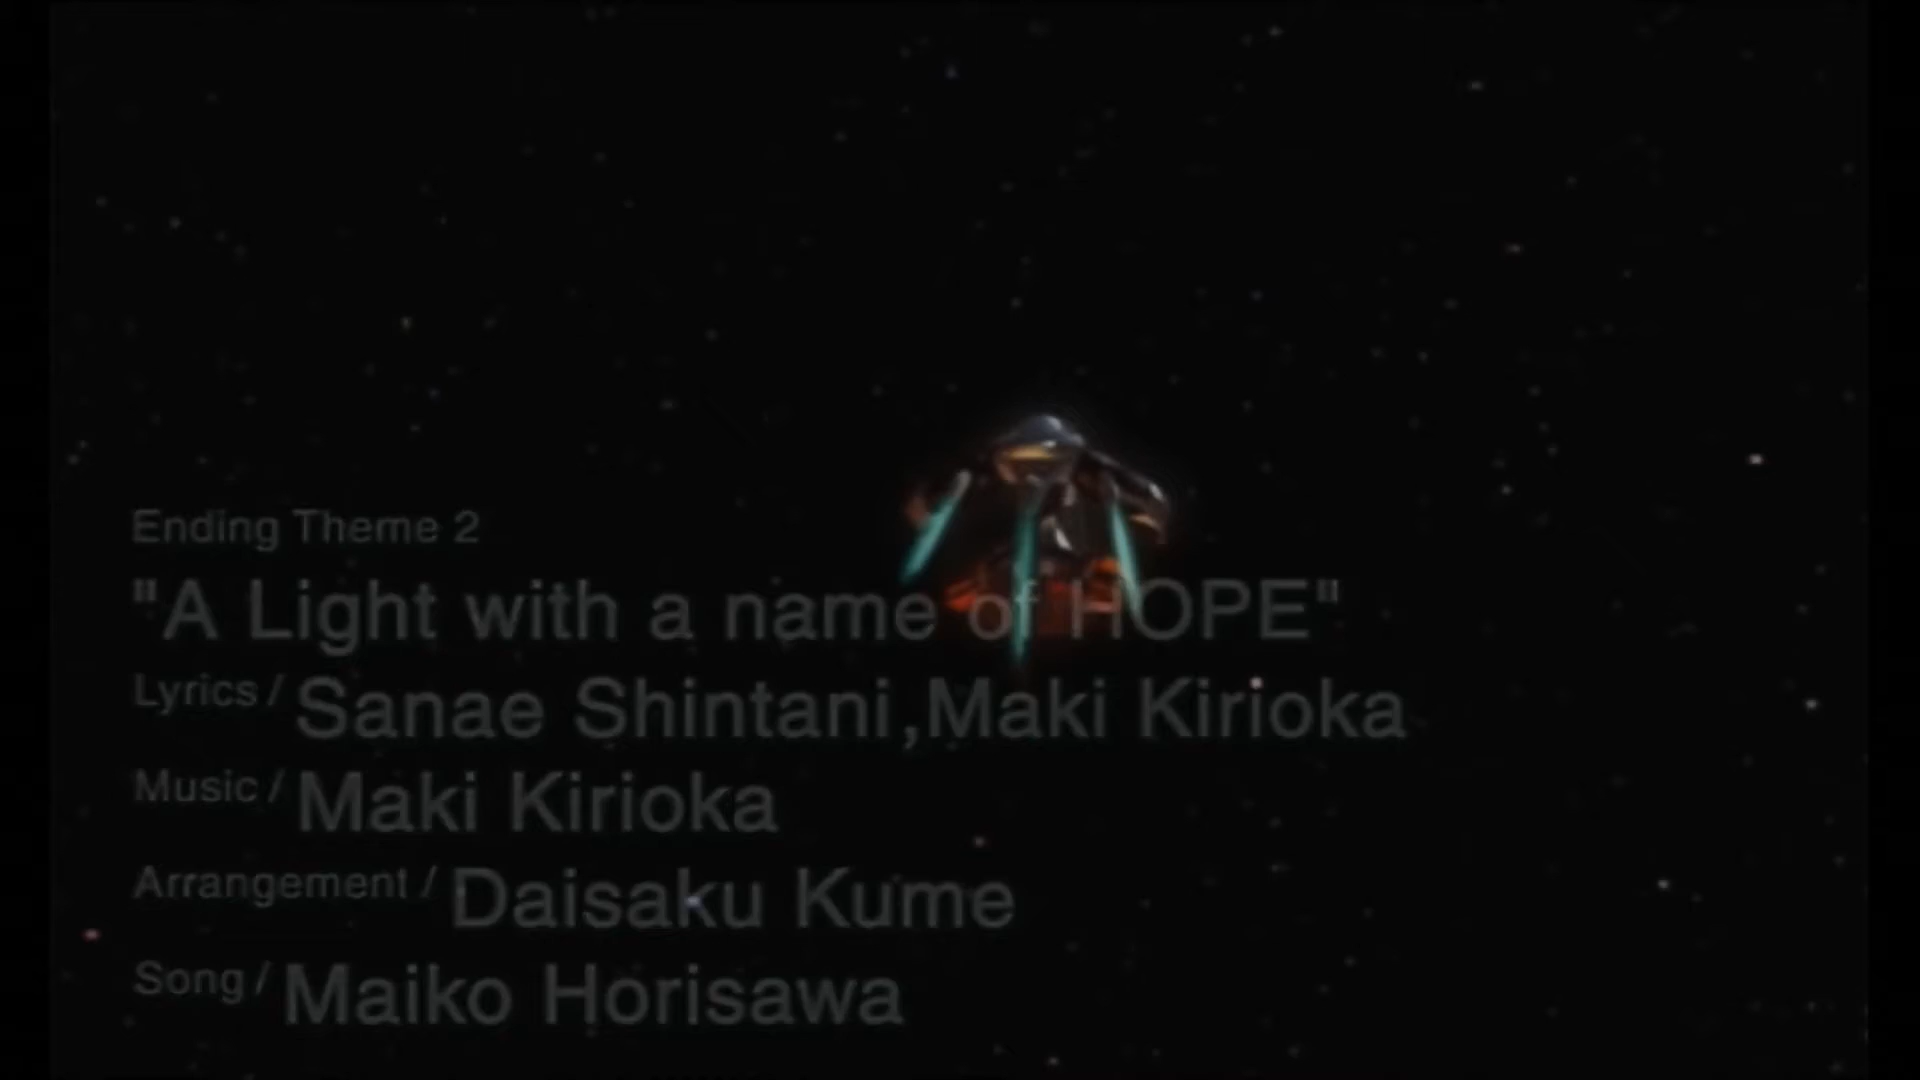 Ending Theme 2
"A Light with a name of HOPE"
Lyrics / Sanae Shintani,Maki Kirioka
Music / Maki Kirioka
Arrangement / Daisaku Kume
Song / Maiko Horisawa